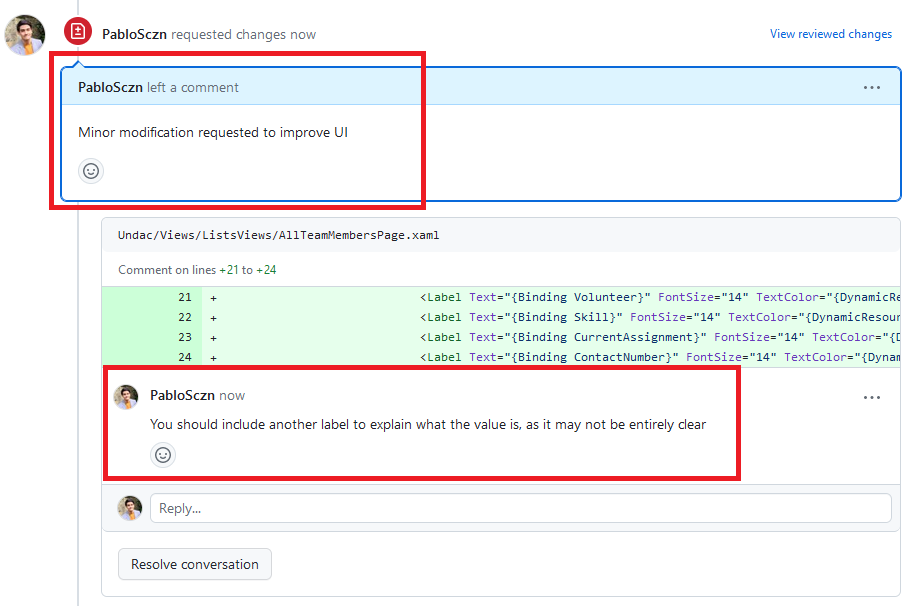 PabloSczn requested changes now
View reviewed changes
PabloSczn left a comment
Minor modification requested to improve UI
Undac/Views/ListsViews/AllTeamMembersPage.xaml
Comment on lines +21 to +24
21 + <Label Text="{Binding Volunteer}" FontSize="14" TextColor="{DynamicRe
22 + <Label Text="{Binding Skill}" FontSize="14" TextColor="{DynamicResour
23 + <Label Text="{Binding CurrentAssignment}" FontSize="14" TextColor="{D
24 + <Label Text="{Binding ContactNumber}" FontSize="14" TextColor="{Dynam
PabloSczn now
You should include another label to explain what the value is, as it may not be entirely clear
Reply...
Resolve conversation